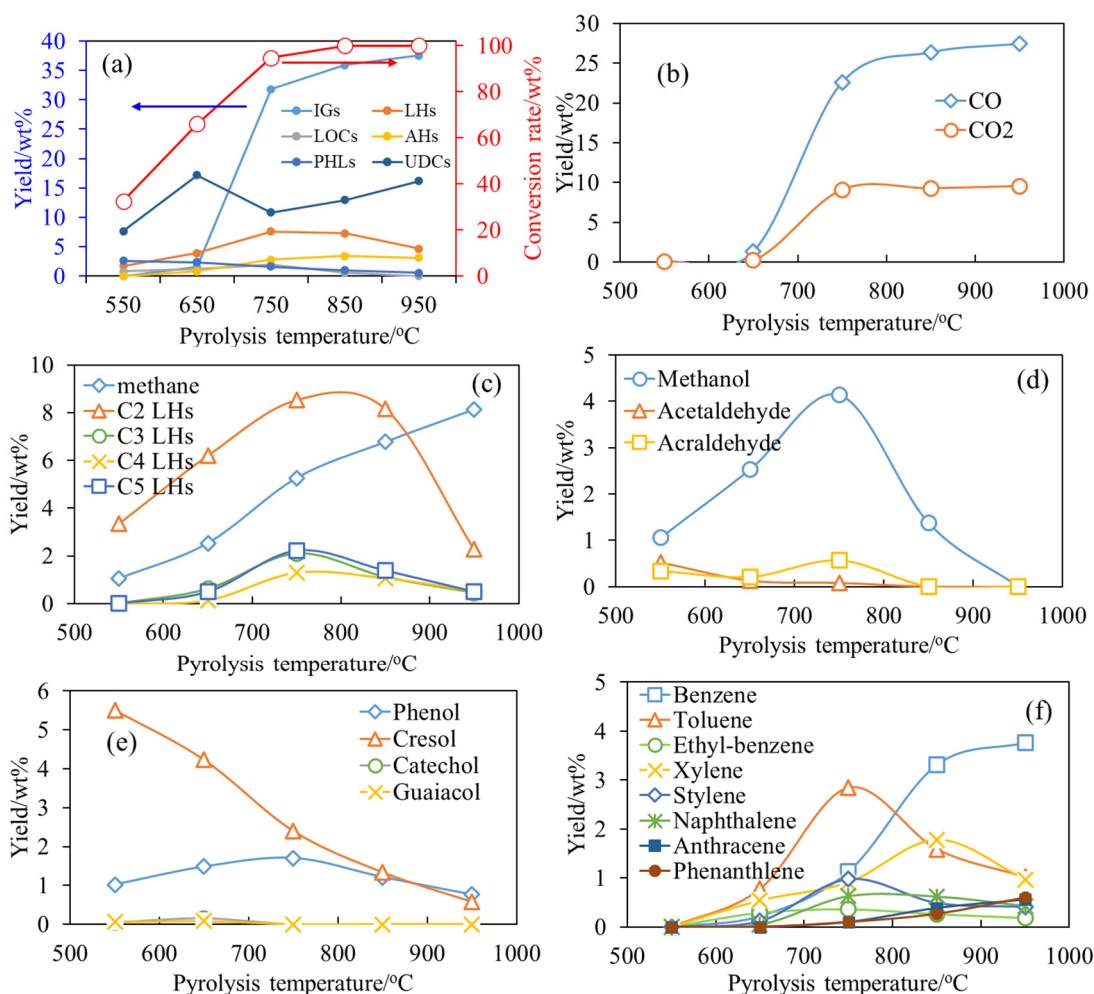 (a)
40
35
30
25
20
15
10
5
0
Yield/wt%
100
80
60
40
20
0
Conversion rate/wt%
IGs LHs
LOCs AHs
PHLs UDCs
550 650 750 850 950
Pyrolysis temperature/°C
(b)
30
25
20
15
10
5
0
Yield/wt%
CO
CO2
500 600 700 800 900 1000
Pyrolysis temperature/°C
(c)
10
8
6
4
2
0
Yield/wt%
methane
C2 LHs
C3 LHs
C4 LHs
C5 LHs
500 600 700 800 900 1000
Pyrolysis temperature/°C
(d)
5
4
3
2
1
0
Yield/wt%
Methanol
Acetaldehyde
Acraldehyde
500 600 700 800 900 1000
Pyrolysis temperature/°C
(e)
6
5
4
3
2
1
0
Yield/wt%
Phenol
Cresol
Catechol
Guaiacol
500 600 700 800 900 1000
Pyrolysis temperature/°C
(f)
5
4
3
2
1
0
Yield/wt%
Benzene
Toluene
Ethyl-benzene
Xylene
Stylene
Naphthalene
Anthracene
Phenanthlene
500 600 700 800 900 1000
Pyrolysis temperature/°C